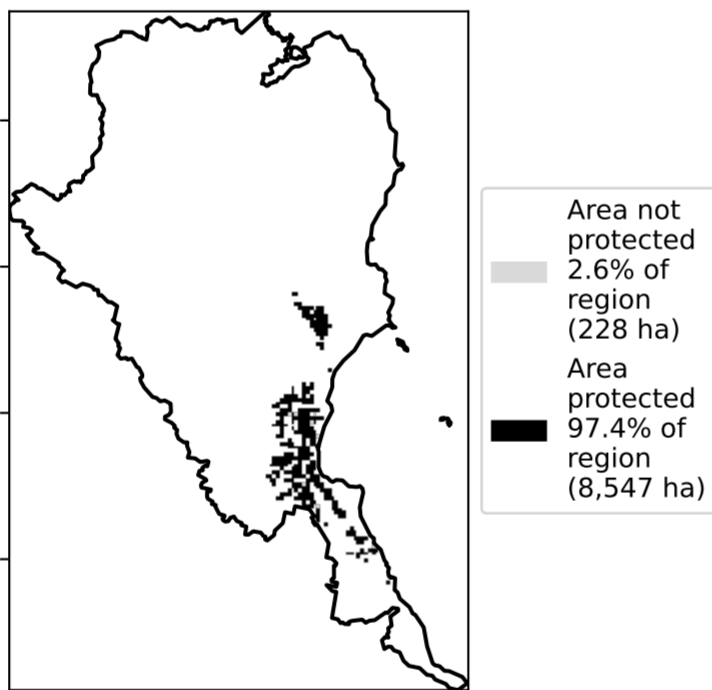 Area not
protected
2.6% of
region
(228 ha)
Area
protected
97.4% of
region
(8,547 ha)